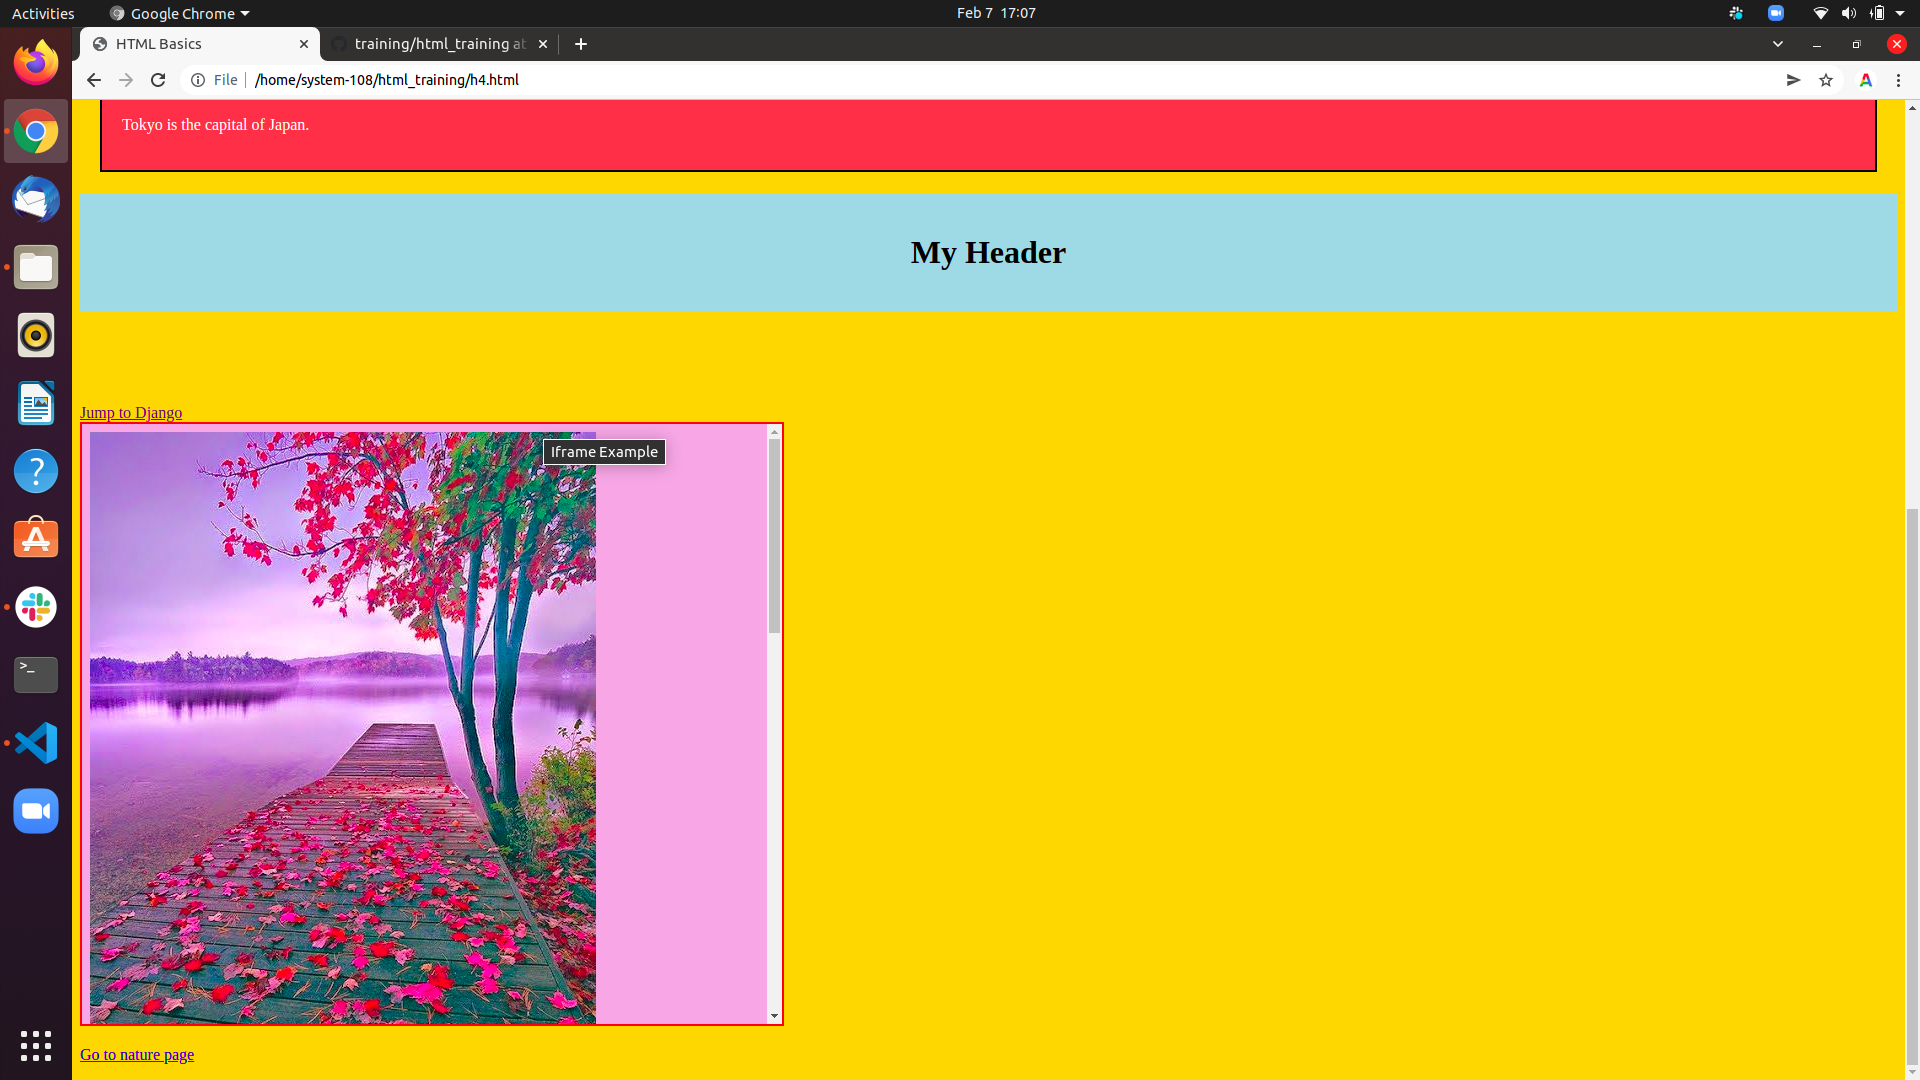 Activities
Google Chrome
Feb 7 17:07
HTML Basics
training/html_training at
File
/home/system-108/html_training/h4.html
Tokyo is the capital of Japan.
My Header
Jump to Django
Iframe Example
Go to nature page